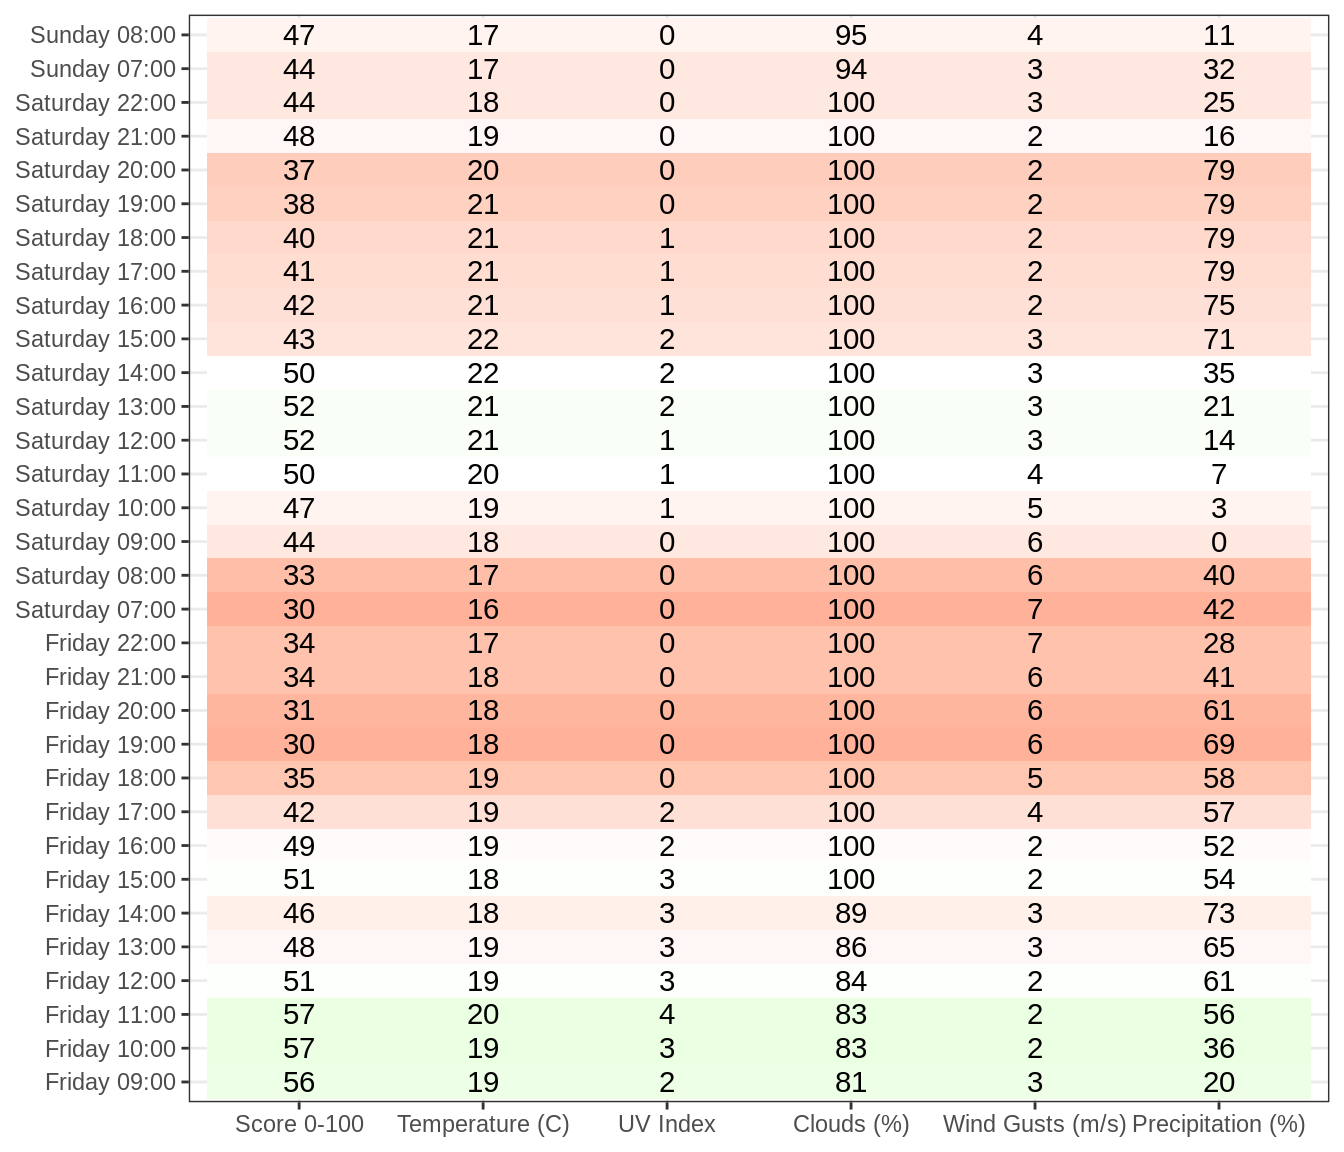 Sunday 08:00 47 17 0 95 4 11
Sunday 07:00 44 17 0 94 3 32
Saturday 22:00 44 18 0 100 3 25
Saturday 21:00 48 19 0 100 2 16
Saturday 20:00 37 20 0 100 2 79
Saturday 19:00 38 21 0 100 2 79
Saturday 18:00 40 21 1 100 2 79
Saturday 17:00 41 21 1 100 2 79
Saturday 16:00 42 21 1 100 2 75
Saturday 15:00 43 22 2 100 3 71
Saturday 14:00 50 22 2 100 3 35
Saturday 13:00 52 21 2 100 3 21
Saturday 12:00 52 21 1 100 3 14
Saturday 11:00 50 20 1 100 4 7
Saturday 10:00 47 19 1 100 5 3
Saturday 09:00 44 18 0 100 6 0
Saturday 08:00 33 17 0 100 6 40
Saturday 07:00 30 16 0 100 7 42
Friday 22:00 34 17 0 100 7 28
Friday 21:00 34 18 0 100 6 41
Friday 20:00 31 18 0 100 6 61
Friday 19:00 30 18 0 100 6 69
Friday 18:00 35 19 0 100 5 58
Friday 17:00 42 19 2 100 4 57
Friday 16:00 49 19 2 100 2 52
Friday 15:00 51 18 3 100 2 54
Friday 14:00 46 18 3 89 3 73
Friday 13:00 48 19 3 86 3 65
Friday 12:00 51 19 3 84 2 61
Friday 11:00 57 20 4 83 2 56
Friday 10:00 57 19 3 83 2 36
Friday 09:00 56 19 2 81 3 20
Score 0-100 Temperature (C) UV Index Clouds (%) Wind Gusts (m/s) Precipitation (%)